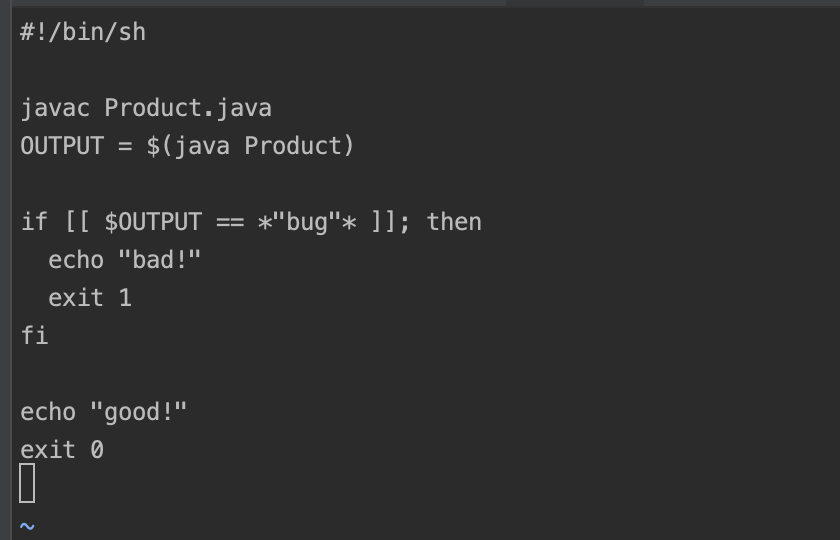 #!/bin/sh
javac Product.java
OUTPUT = $(java Product)
if [[ $OUTPUT == *"bug"* ]]; then
  echo "bad!"
  exit 1
fi
echo "good!"
exit 0
~